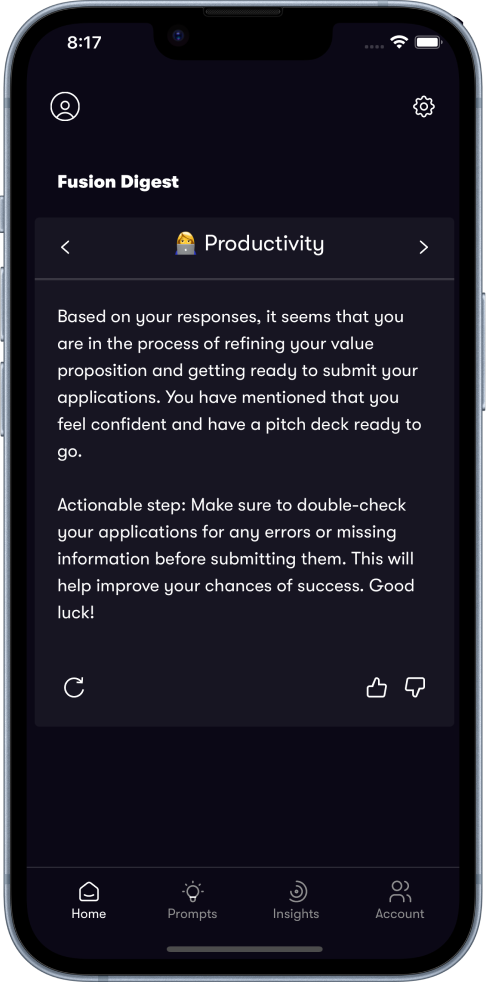 8:17
Fusion Digest
Productivity
Based on your responses, it seems that you
are in the process of refining your value
proposition and getting ready to submit your
applications. You have mentioned that you
feel confident and have a pitch deck ready to
go.
Actionable step: Make sure to double-check
your applications for any errors or missing
information before submitting them. This will
help improve your chances of success. Good
luck!
Home Prompts Insights Account